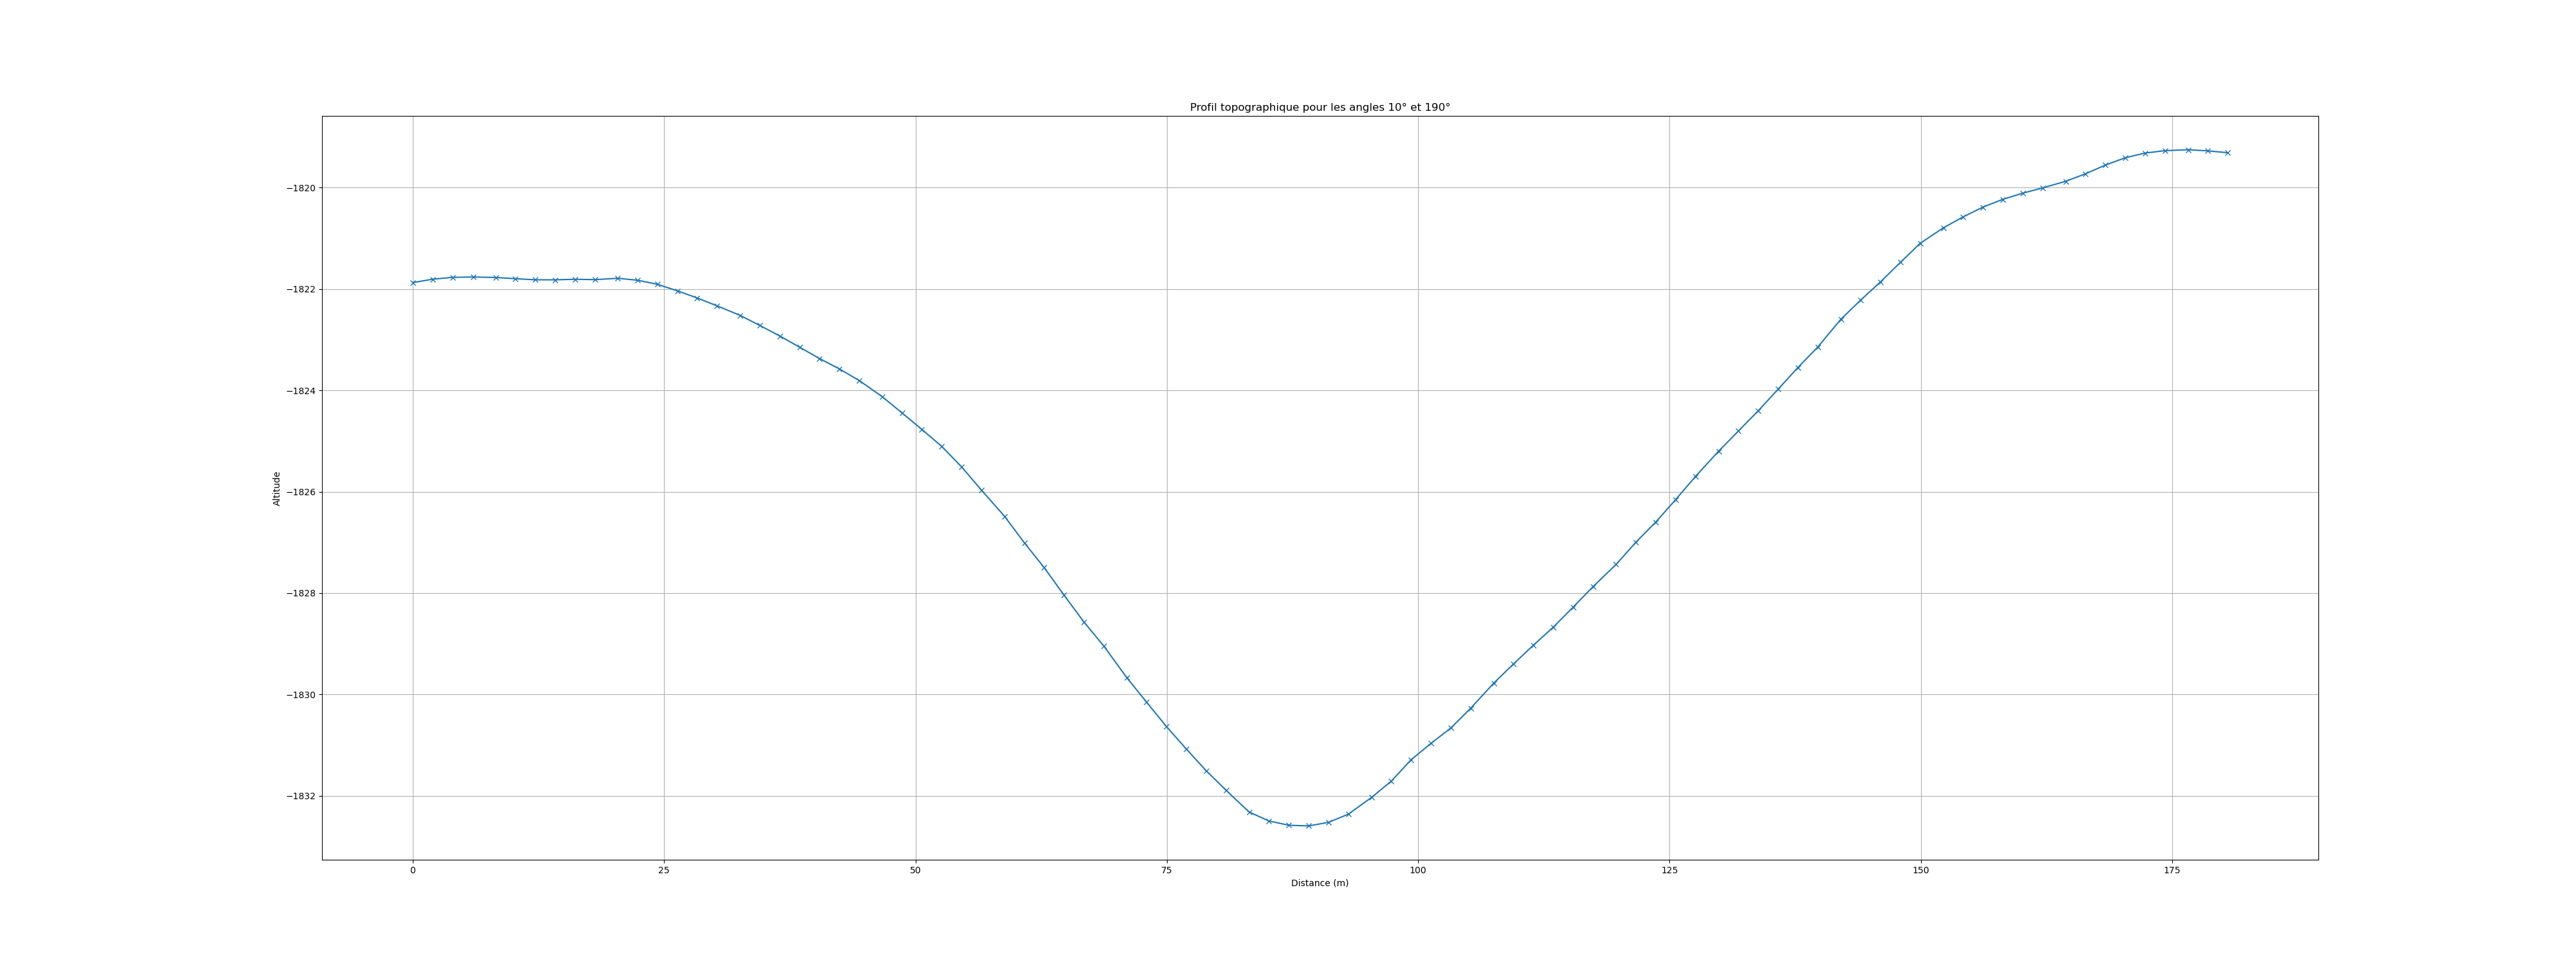 Profil topographique pour les angles 10° et 190°
−1820
−1822
−1824
−1826
−1828
−1830
−1832
Altitude
0 25 50 75 100 125 150 175
Distance (m)